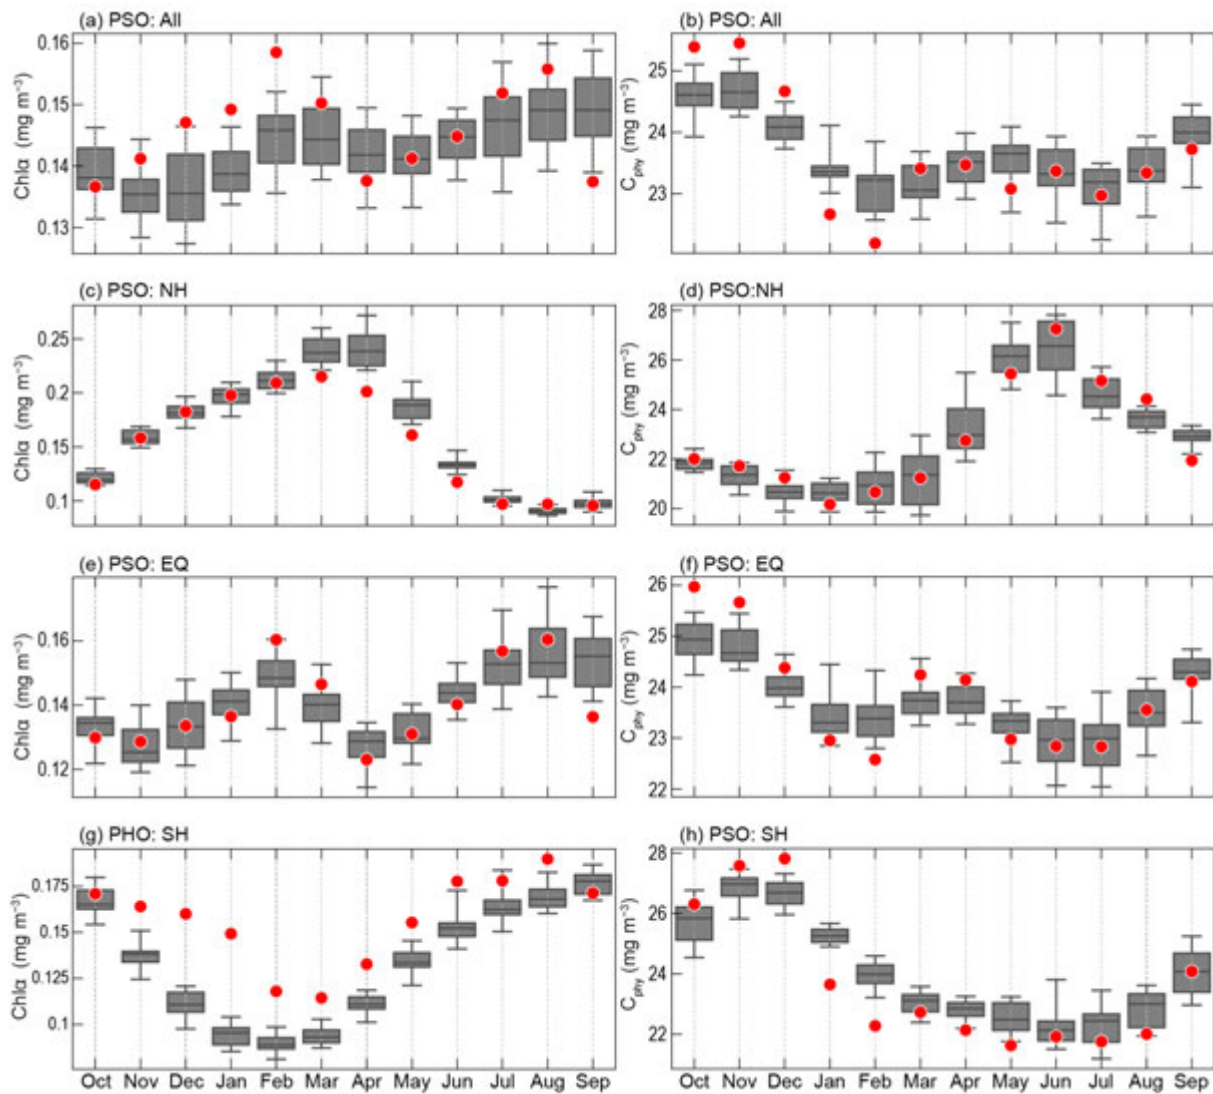 (a) PSO: All
(b) PSO: All
0.16
0.15
0.14
0.13
Chlα (mg m⁻³)
25
24
23
C_phy (mg m⁻³)
(c) PSO: NH
(d) PSO:NH
0.25
0.2
0.15
0.1
Chlα (mg m⁻³)
28
26
24
22
20
C_phy (mg m⁻³)
(e) PSO: EQ
(f) PSO: EQ
0.16
0.14
0.12
Chlα (mg m⁻³)
26
25
24
23
22
C_phy (mg m⁻³)
(g) PHO: SH
(h) PSO: SH
0.175
0.15
0.125
0.1
Chlα (mg m⁻³)
28
26
24
22
C_phy (mg m⁻³)
Oct Nov Dec Jan Feb Mar Apr May Jun Jul Aug Sep
Oct Nov Dec Jan Feb Mar Apr May Jun Jul Aug Sep